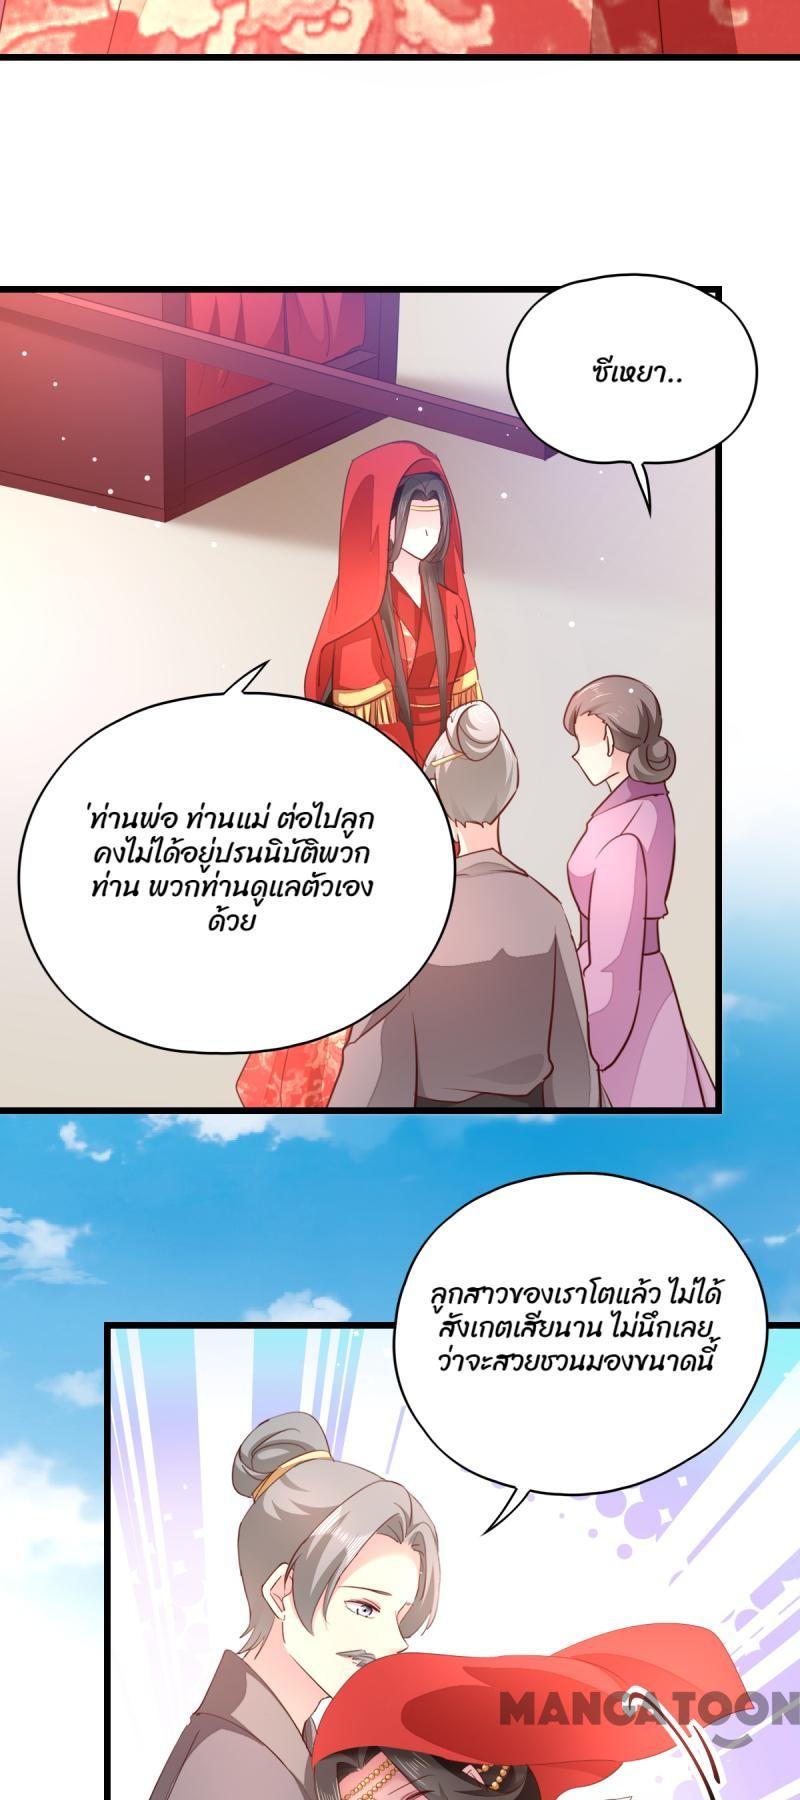 ซีเหยา..
'ท่านพ่อ ท่านแม่ ต่อไปลูก
คงไม่ได้อยู่ปรนนิบัติพวก
ท่าน พวกท่านดูแลตัวเอง
ด้วย
ลูกสาวของเราโตแล้ว ไม่ได้
สังเกตเสียนาน ไม่นึกเลย
ว่าจะสวยชวนมองขนาดนี้
MANGATOON